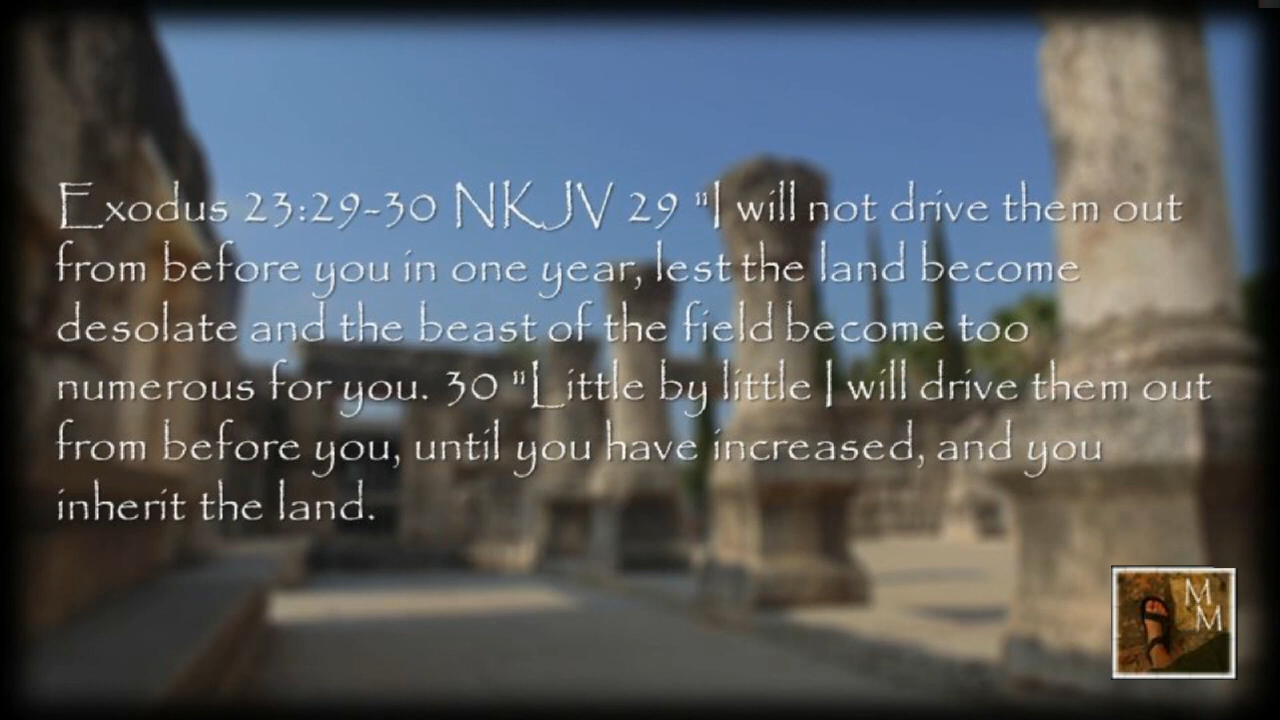 Exodus 23:29-30 NKJV 29 "I will not drive them out
from before you in one year, lest the land become
desolate and the beast of the field become too
numerous for you. 30 "Little by little I will drive them out
from before you, until you have increased, and you
inherit the land.
M
M